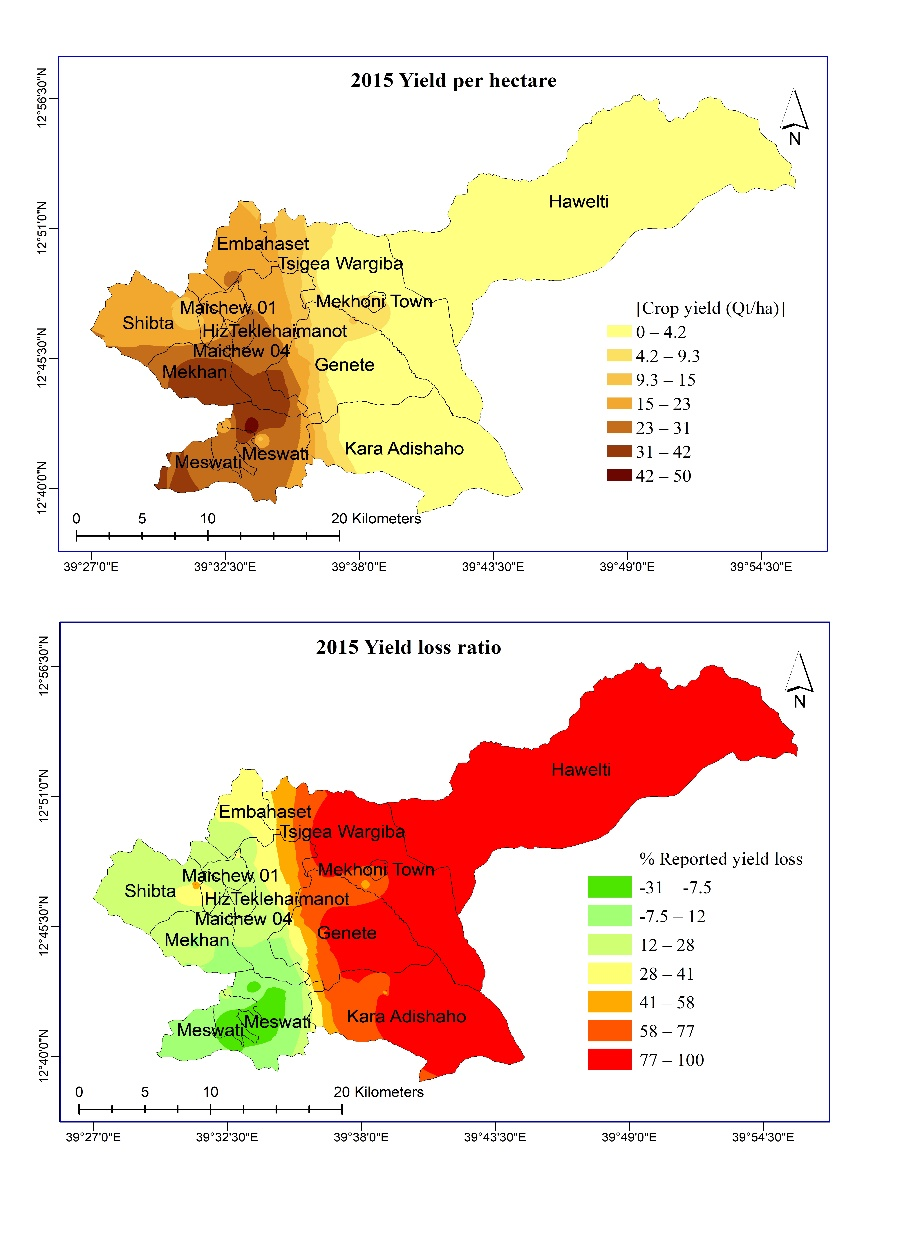 2015 Yield per hectare
12°56'30"N
N
Hawelti
12°51'0"N
Embahaset
Tsigea Wargiba
Maichew 01
Mekhoni Town
[Crop yield (Qt/ha)]
Shibta
HizTeklehaimanot
0 – 4.2
Maichew 04
4.2 – 9.3
12°45'30"N
Mekhan
Genete
9.3 – 15
15 – 23
23 – 31
Meswati
Meswati
Kara Adishaho
31 – 42
42 – 50
12°40'0"N
0 5 10 20 Kilometers
39°27'0"E 39°32'30"E 39°38'0"E 39°43'30"E 39°49'0"E 39°54'30"E
2015 Yield loss ratio
12°56'30"N
N
Hawelti
12°51'0"N
Embahaset
Tsigea Wargiba
% Reported yield loss
Maichew 01
Mekhoni Town
-31 -7.5
Shibta
HizTeklehaimanot
-7.5 – 12
Maichew 04
12°45'30"N
Mekhan
Genete
12 – 28
28 – 41
41 – 58
Meswati
Meswati
Kara Adishaho
58 – 77
77 – 100
12°40'0"N
0 5 10 20 Kilometers
39°27'0"E 39°32'30"E 39°38'0"E 39°43'30"E 39°49'0"E 39°54'30"E